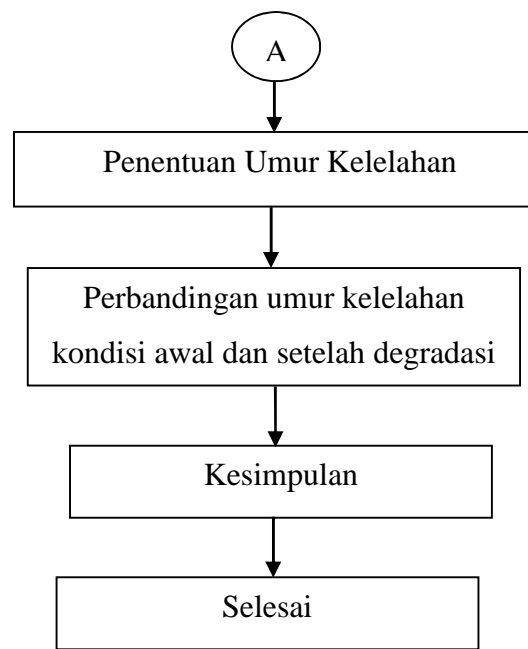 A
Penentuan Umur Kelelahan
Perbandingan umur kelelahan
kondisi awal dan setelah degradasi
Kesimpulan
Selesai